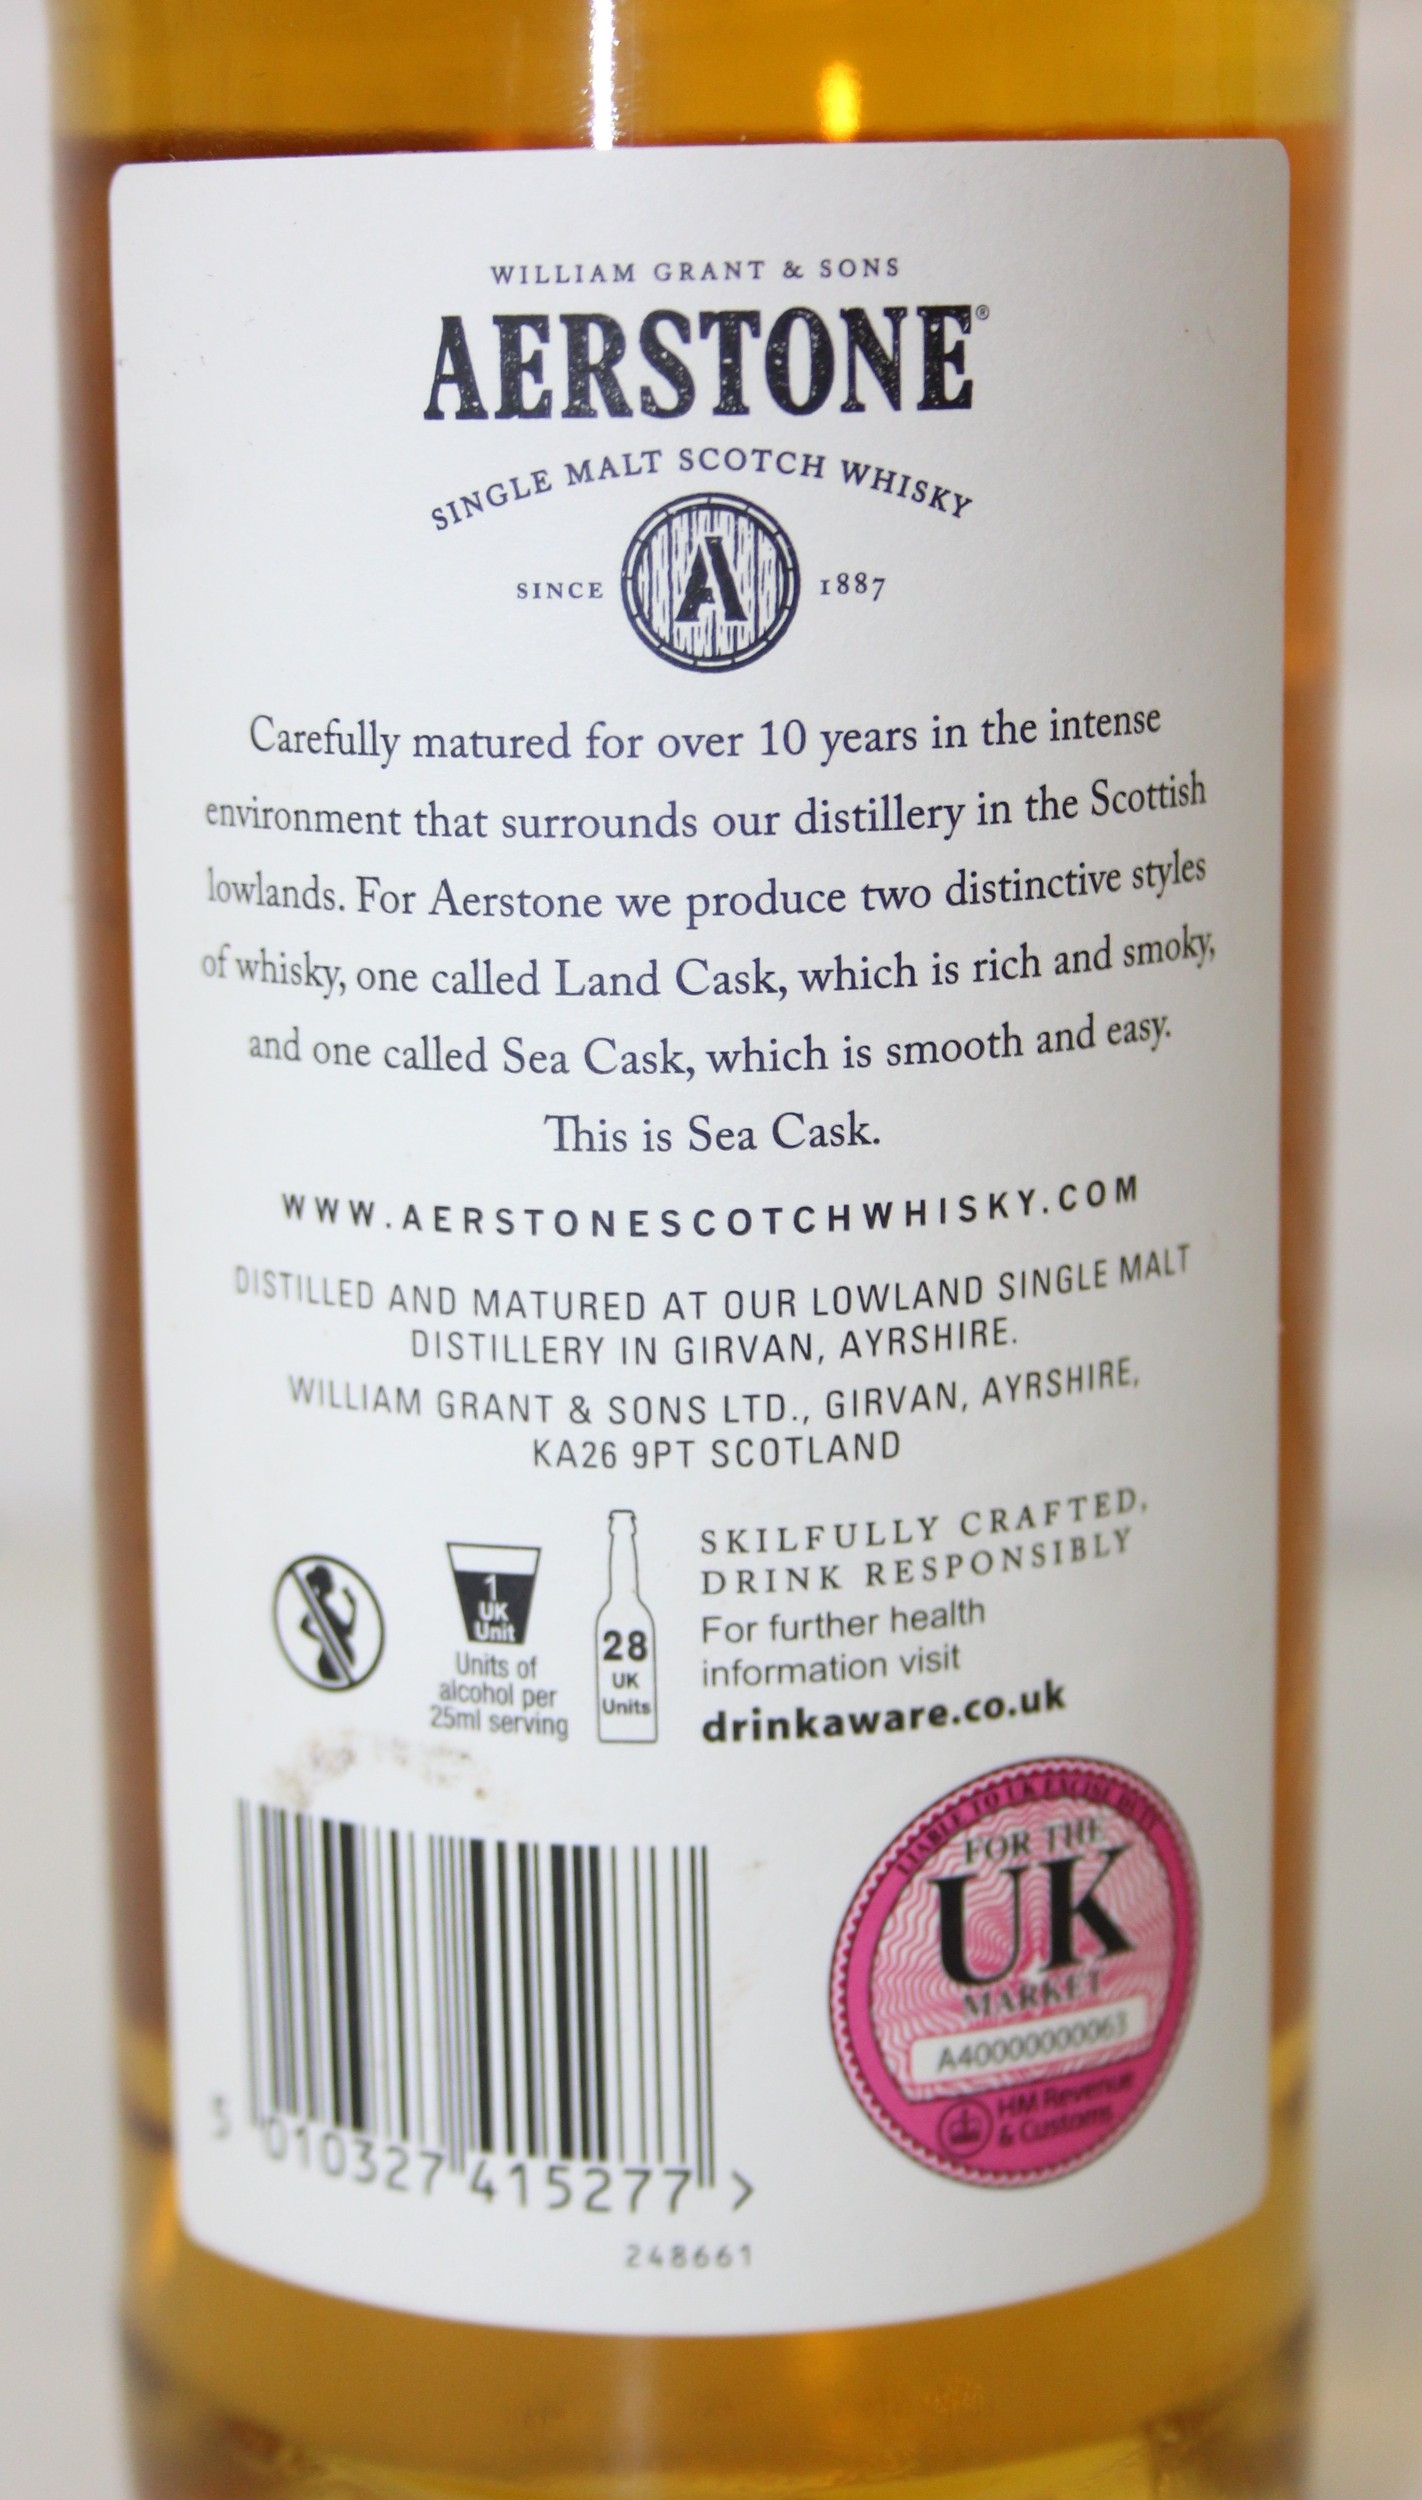 WILLIAM GRANT & SONS
AERSTONE®
SINGLE MALT SCOTCH WHISKY
SINCE A 1887
Carefully matured for over 10 years in the intense
environment that surrounds our distillery in the Scottish
lowlands. For Aerstone we produce two distinctive styles
of whisky, one called Land Cask, which is rich and smoky,
and one called Sea Cask, which is smooth and easy.
This is Sea Cask.
WWW.AERSTONESCOTCHWHISKY.COM
DISTILLED AND MATURED AT OUR LOWLAND SINGLE MALT
DISTILLERY IN GIRVAN, AYRSHIRE.
WILLIAM GRANT & SONS LTD., GIRVAN, AYRSHIRE,
KA26 9PT SCOTLAND
1
UK
Unit
Units of
alcohol per
25ml serving
28
UK
Units
SKILFULLY CRAFTED,
DRINK RESPONSIBLY
For further health
information visit
drinkaware.co.uk
LIABLE TO UK EXCISE DUTY
FOR THE
UK
MARKET
A40000000063
HM Revenue
& Customs
5 010327 415277 >
248661